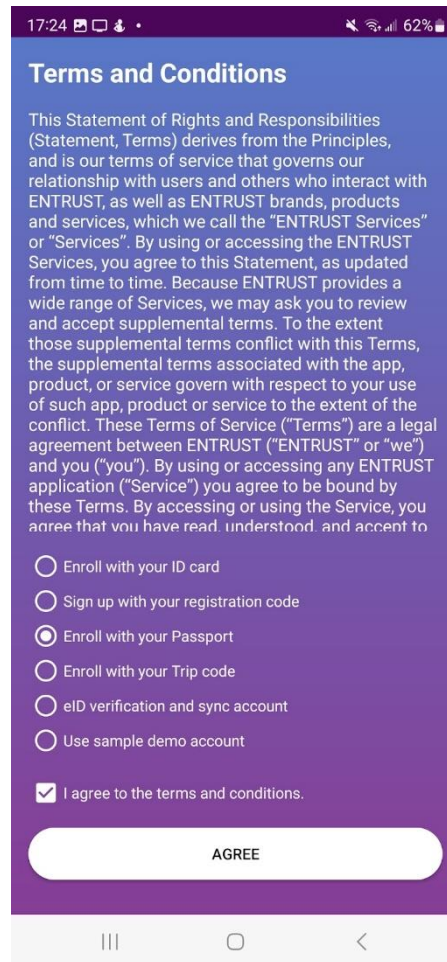 17:24 62%
Terms and Conditions
This Statement of Rights and Responsibilities
(Statement, Terms) derives from the Principles,
and is our terms of service that governs our
relationship with users and others who interact with
ENTRUST, as well as ENTRUST brands, products
and services, which we call the “ENTRUST Services”
or “Services”. By using or accessing the ENTRUST
Services, you agree to this Statement, as updated
from time to time. Because ENTRUST provides a
wide range of Services, we may ask you to review
and accept supplemental terms. To the extent
those supplemental terms conflict with this Terms,
the supplemental terms associated with the app,
product, or service govern with respect to your use
of such app, product or service to the extent of the
conflict. These Terms of Service (“Terms”) are a legal
agreement between ENTRUST (“ENTRUST” or “we”)
and you (“you”). By using or accessing any ENTRUST
application (“Service”) you agree to be bound by
these Terms. By accessing or using the Service, you
agree that you have read, understood, and accept to
Enroll with your ID card
Sign up with your registration code
Enroll with your Passport
Enroll with your Trip code
eID verification and sync account
Use sample demo account
I agree to the terms and conditions.
AGREE